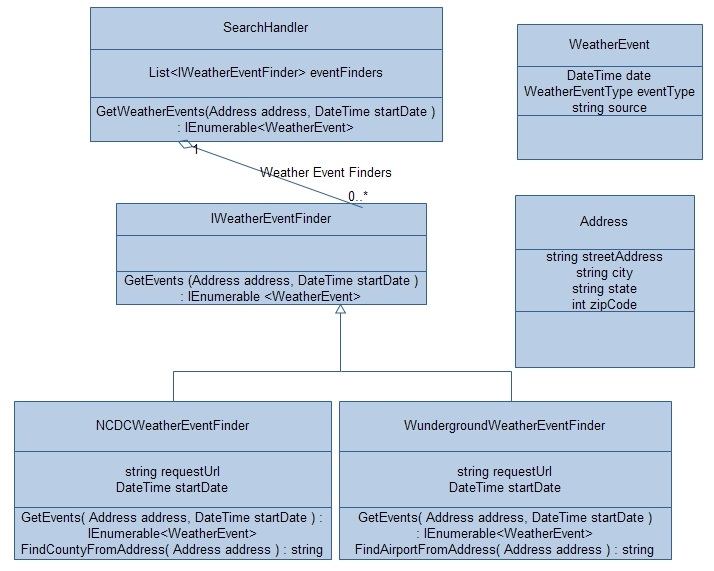 SearchHandler
List<IWeatherEventFinder> eventFinders
GetWeatherEvents(Address address, DateTime startDate )
: IEnumerable<WeatherEvent>
1
Weather Event Finders
0..*
IWeatherEventFinder
GetEvents (Address address, DateTime startDate )
: IEnumerable <WeatherEvent>
WeatherEvent
DateTime date
WeatherEventType eventType
string source
Address
string streetAddress
string city
string state
int zipCode
NCDCWeatherEventFinder
string requestUrl
DateTime startDate
GetEvents( Address address, DateTime startDate ) :
IEnumerable<WeatherEvent>
FindCountyFromAddress( Address address ) : string
WundergroundWeatherEventFinder
string requestUrl
DateTime startDate
GetEvents( Address address, DateTime startDate )
: IEnumerable<WeatherEvent>
FindAirportFromAddress( Address address ) : string